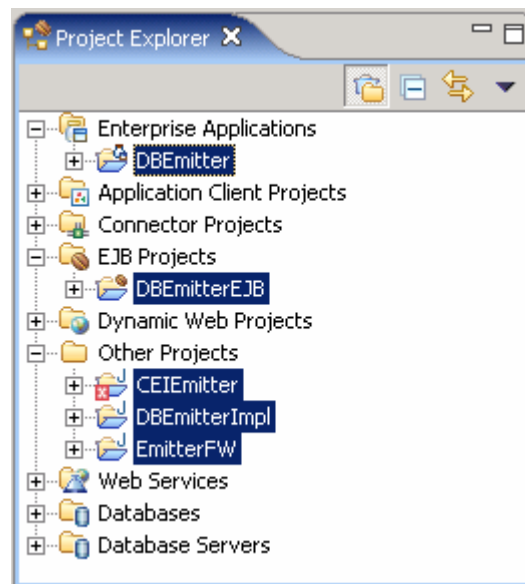 Project Explorer
Enterprise Applications
DBEmitter
Application Client Projects
Connector Projects
EJB Projects
DBEmitterEJB
Dynamic Web Projects
Other Projects
CEIEmitter
DBEmitterImpl
EmitterFW
Web Services
Databases
Database Servers